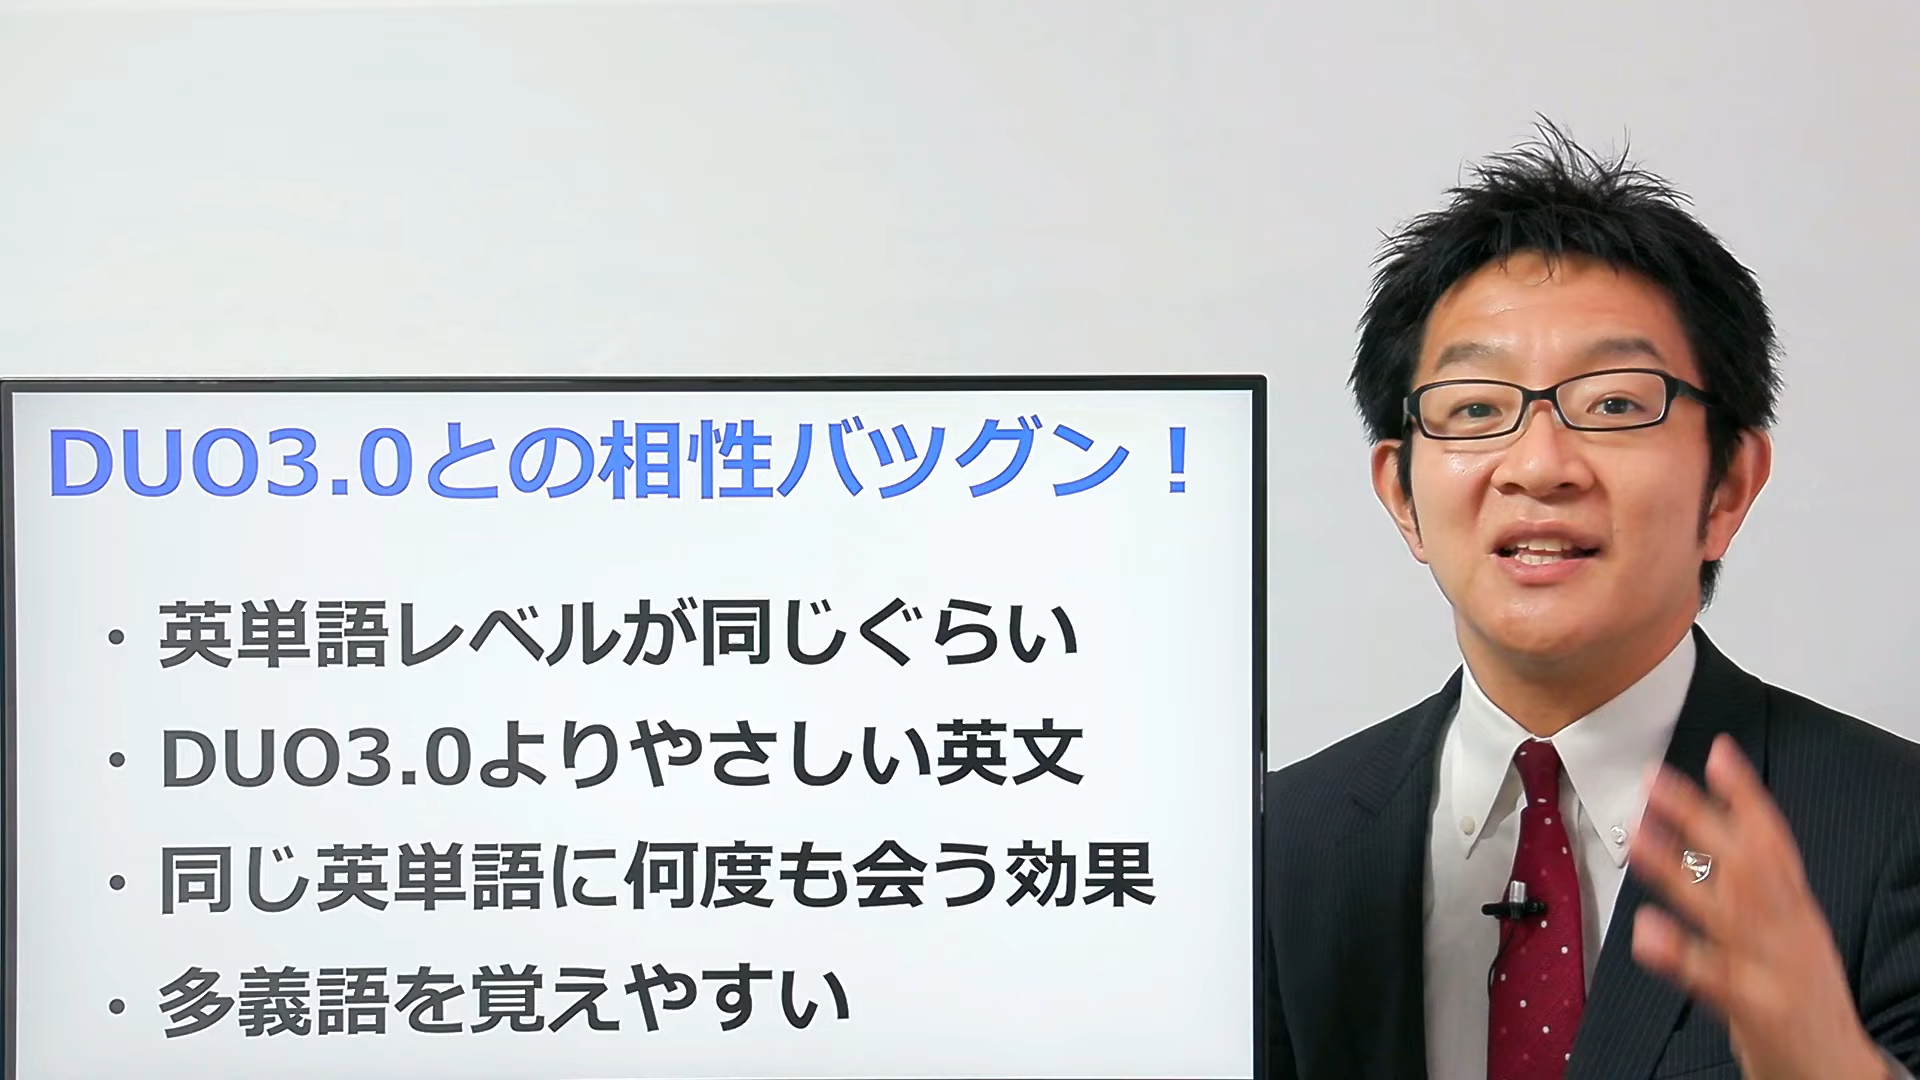 DUO3.0との相性バツグン！
・英単語レベルが同じぐらい
・DUO3.0よりやさしい英文
・同じ英単語に何度も会う効果
・多義語を覚えやすい